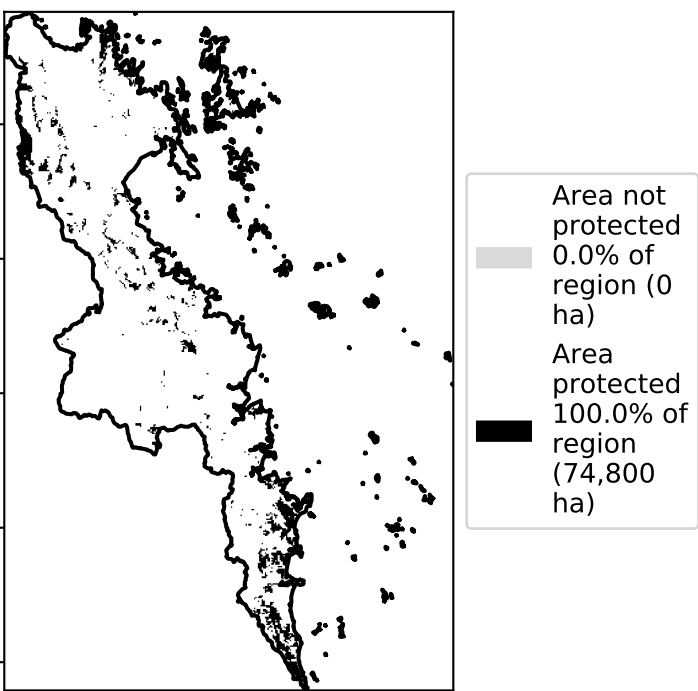 Area not
protected
0.0% of
region (0
ha)
Area
protected
100.0% of
region
(74,800
ha)